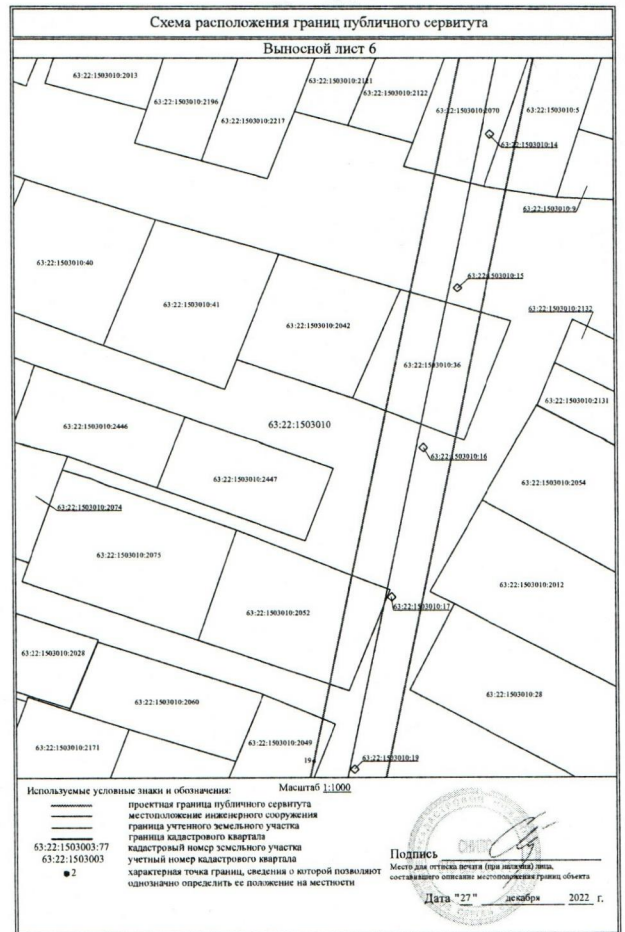 Схема расположения границ публичного сервитута
Выносной лист 6
63:22:1503010:2013
63:22:1503010:2196
63:22:1503010:2217
63:22:1503010:2121
63:22:1503010:2122
63:22:1503010:2070
63:22:1503010:5
63:22:1503010:14
63:22:1503010:9
63:22:1503010:40
63:22:1503010:41
63:22:1503010:15
63:22:1503010:2132
63:22:1503010:2042
63:22:1503010:36
63:22:1503010:2131
63:22:1503010:2446
63:22:1503010
63:22:1503010:16
63:22:1503010:2447
63:22:1503010:2054
63:22:1503010:2074
63:22:1503010:2075
63:22:1503010:2012
63:22:1503010:2052
63:22:1503010:17
63:22:1503010:2028
63:22:1503010:28
63:22:1503010:2060
63:22:1503010:2171
63:22:1503010:2049
19
63:22:1503010:19
Используемые условные знаки и обозначения:
Масштаб 1:1000
проектная граница публичного сервитута
местоположение инженерного сооружения
граница учтенного земельного участка
граница кадастрового квартала
63:22:1503003:77 кадастровый номер земельного участка
63:22:1503003 учетный номер кадастрового квартала
2 характерная точка границ, сведения о которой позволяют
однозначно определить ее положение на местности
Подпись
Место для оттиска печати (при наличии) лица,
составившего описание местоположения границ объекта
Дата "27" декабря 2022 г.